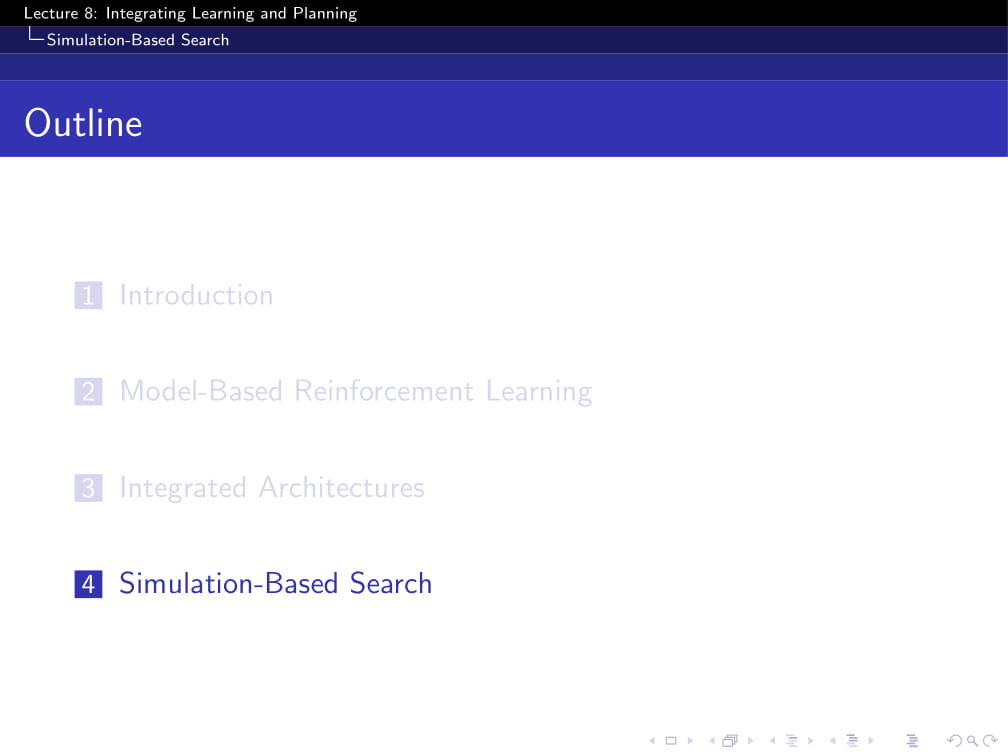 Lecture 8: Integrating Learning and Planning
Simulation-Based Search
Outline
1 Introduction
2 Model-Based Reinforcement Learning
3 Integrated Architectures
4 Simulation-Based Search